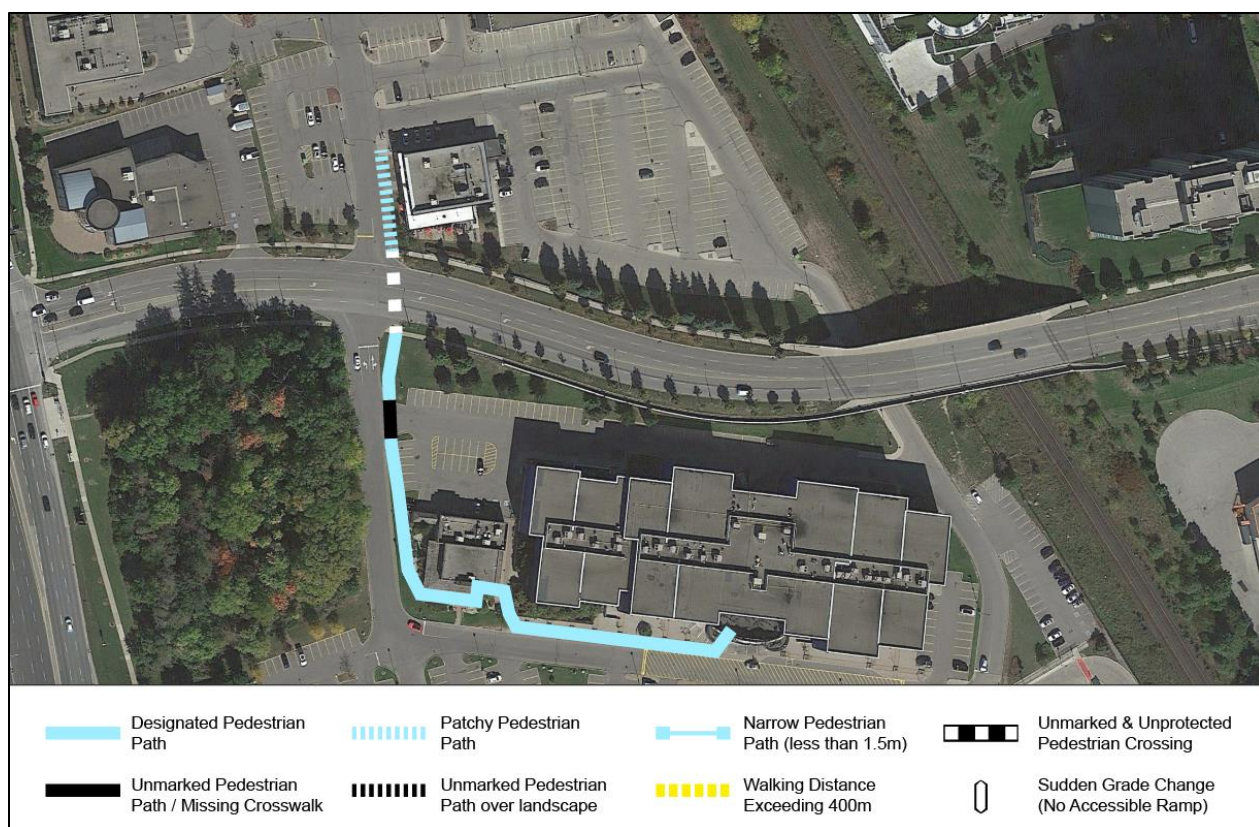 Designated Pedestrian
Path
Patchy Pedestrian
Path
Narrow Pedestrian
Path (less than 1.5m)
Unmarked & Unprotected
Pedestrian Crossing
Unmarked Pedestrian
Path / Missing Crosswalk
Unmarked Pedestrian
Path over landscape
Walking Distance
Exceeding 400m
Sudden Grade Change
(No Accessible Ramp)